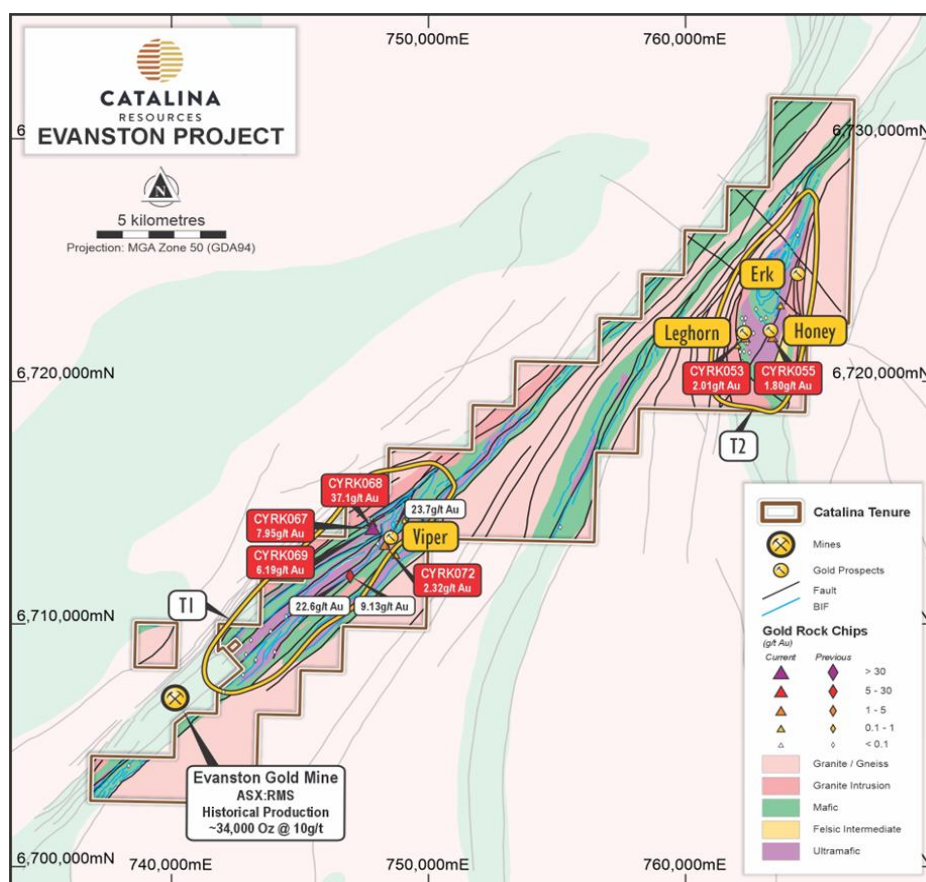 750,000mE
760,000mE
CATALINA
RESOURCES
EVANSTON PROJECT
N
5 kilometres
Projection: MGA Zone 50 (GDA94)
6,730,000mN
Erk
Leghorn
Honey
CYRK053
2.01g/t Au
CYRK055
1.80g/t Au
6,720,000mN
6,720,000mN
T2
CYRK068
37.1g/t Au
23.7g/t Au
CYRK067
7.95g/t Au
Viper
CYRK069
6.19g/t Au
CYRK072
2.32g/t Au
22.6g/t Au
9.13g/t Au
T1
6,710,000mN
Evanston Gold Mine
ASX:RMS
Historical Production
~34,000 Oz @ 10g/t
Catalina Tenure
Mines
Gold Prospects
Fault
BIF
Gold Rock Chips
(g/t Au)
Current Previous
> 30
5 - 30
1 - 5
0.1 - 1
< 0.1
Granite / Gneiss
Granite Intrusion
Mafic
Felsic Intermediate
Ultramafic
6,700,000mN
740,000mE
750,000mE
760,000mE